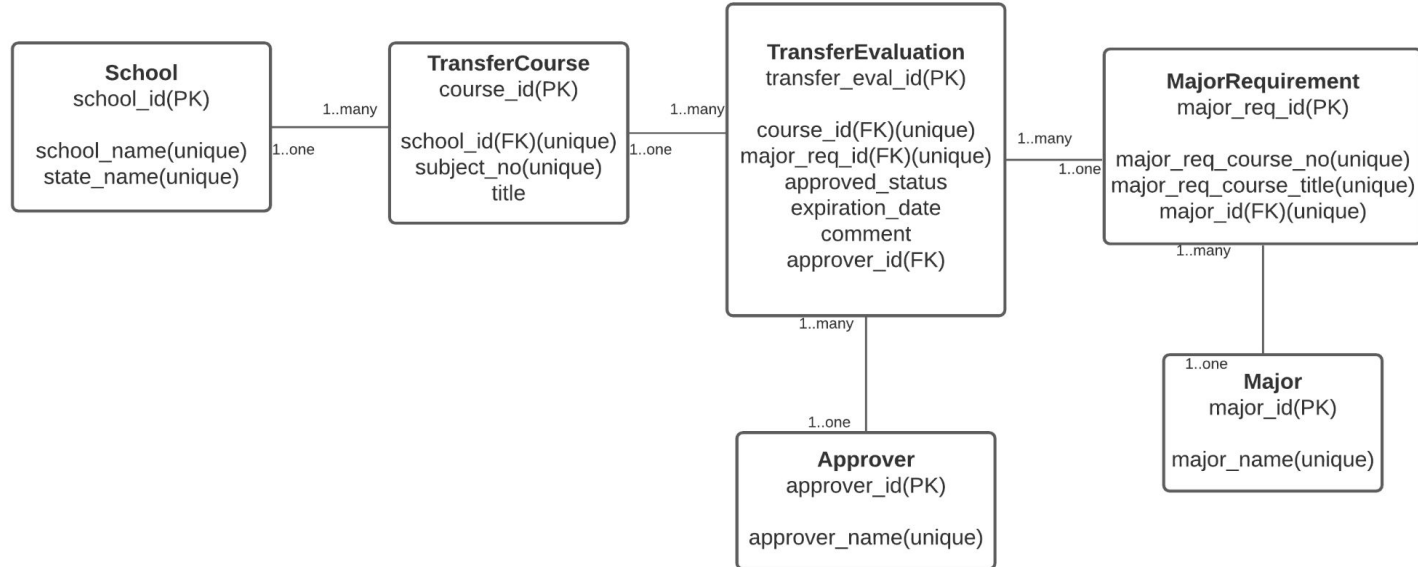 School
school_id(PK)
school_name(unique)
state_name(unique)
1..many
1..one
TransferCourse
course_id(PK)
school_id(FK)(unique)
subject_no(unique)
title
1..many
1..one
TransferEvaluation
transfer_eval_id(PK)
course_id(FK)(unique)
major_req_id(FK)(unique)
approved_status
expiration_date
comment
approver_id(FK)
1..many
1..one
MajorRequirement
major_req_id(PK)
major_req_course_no(unique)
major_req_course_title(unique)
major_id(FK)(unique)
1..many
1..one
Major
major_id(PK)
major_name(unique)
1..many
1..one
Approver
approver_id(PK)
approver_name(unique)